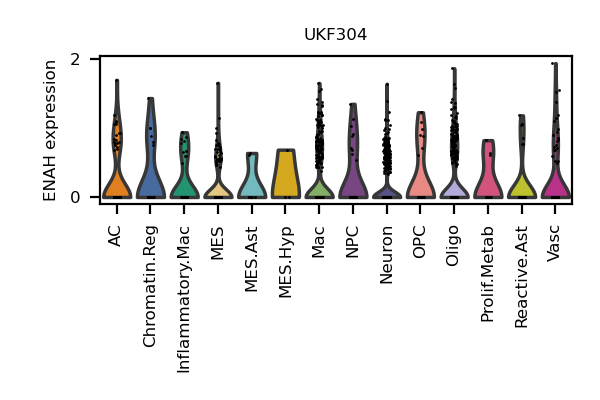 UKF304
ENAH expression
2
0
AC
Chromatin.Reg
Inflammatory.Mac
MES
MES.Ast
MES.Hyp
Mac
NPC
Neuron
OPC
Oligo
Prolif.Metab
Reactive.Ast
Vasc